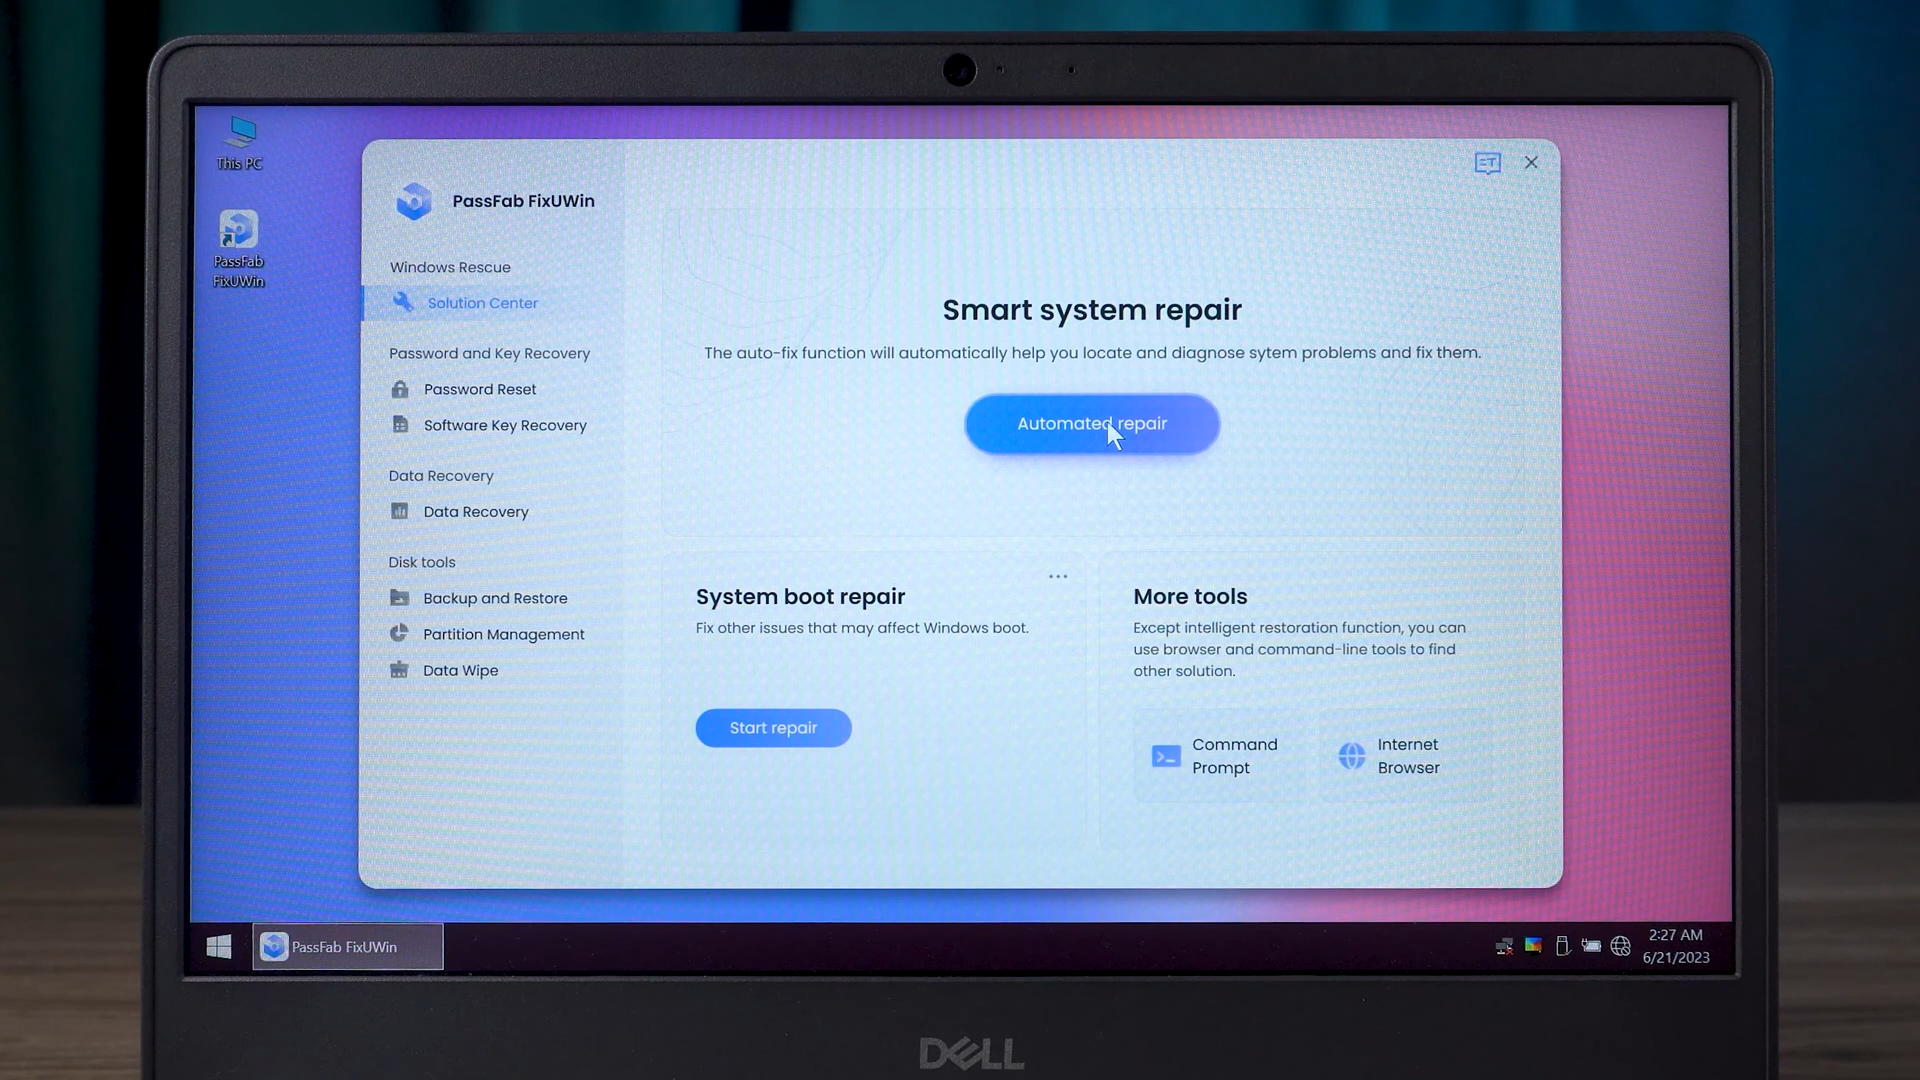 This PC
PassFab
FixUWin
PassFab FixUWin
Windows Rescue
Solution Center
Password and Key Recovery
Password Reset
Software Key Recovery
Data Recovery
Data Recovery
Disk tools
Backup and Restore
Partition Management
Data Wipe
Smart system repair
The auto-fix function will automatically help you locate and diagnose sytem problems and fix them.
Automated repair
System boot repair
Fix other issues that may affect Windows boot.
Start repair
More tools
Except intelligent restoration function, you can
use browser and command-line tools to find
other solution.
Command
Prompt
Internet
Browser
PassFab FixUWin
2:27 AM
6/21/2023
DELL